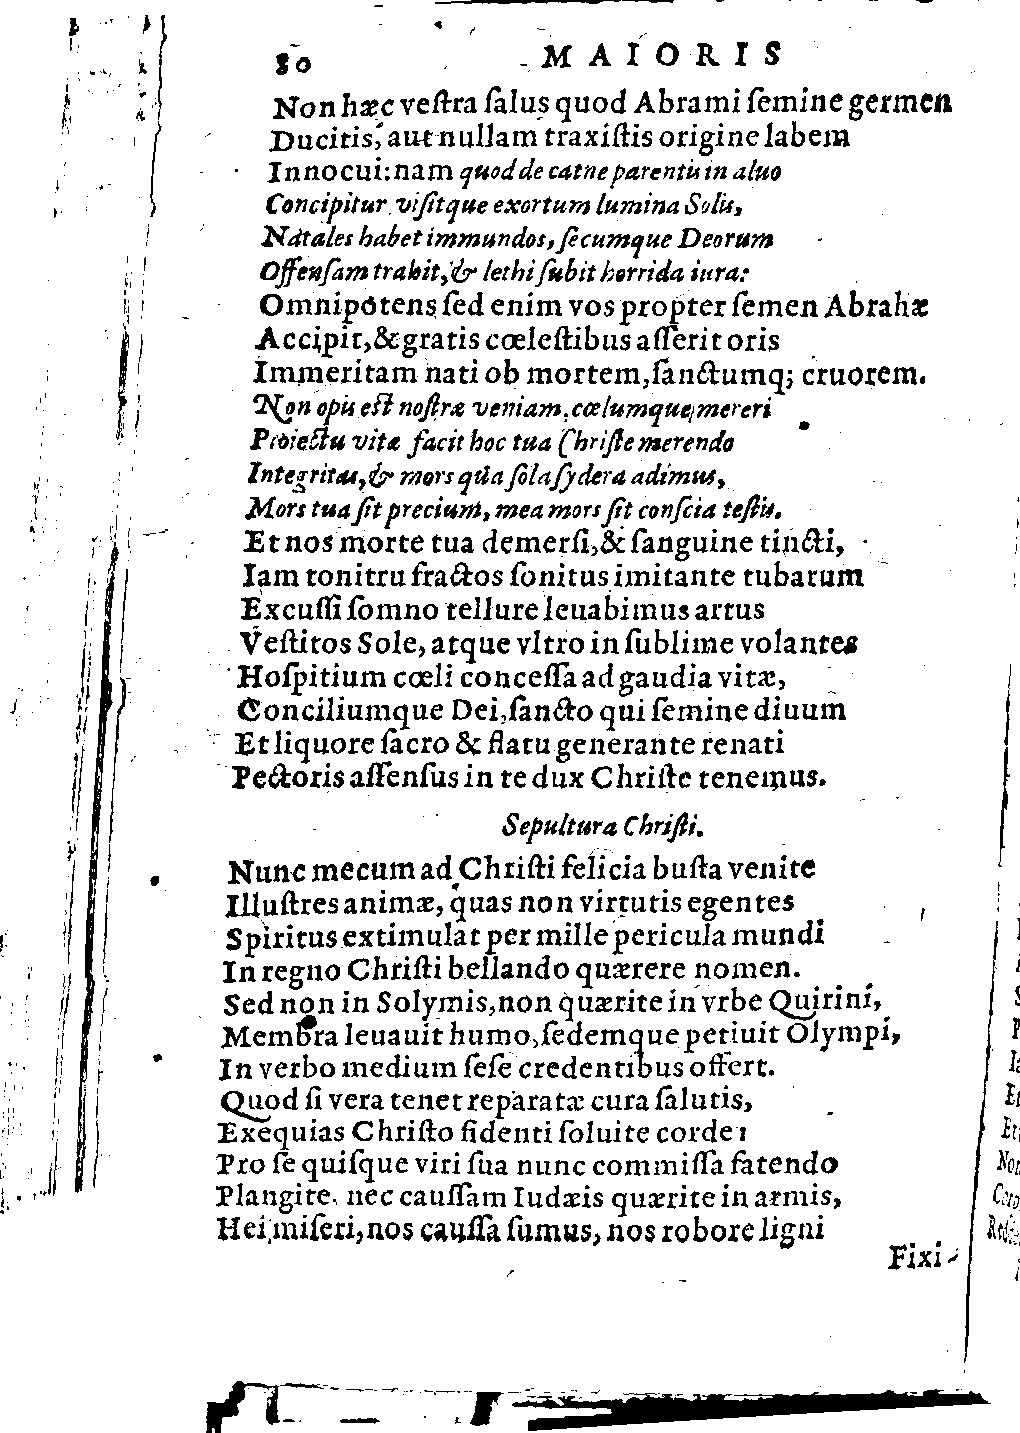 80 MAIORIS
Non hæc veſtra ſalus quod Abrami ſemine germen
Ducitis, aut nullam traxiſtis origine labem
Innocui: nam quod de carne parentũ in aluo
Concipitur viſitque exortum lumina Solis,
Natales habet immundos, ſecumque Deorum
Offenſam trahit, & lethi ſubit horrida iura:
Omnipotens ſed enim vos propter ſemen Abrahæ
Accipit, & gratis cœleſtibus aſſerit oris
Immeritam nati ob mortem, ſanctumq; cruorem.
Non opus eſt noſtræ veniam, cœlumque mereri
Proiectu vitæ facit hoc tua Chriſte merendo
Integritas, & mors qua ſola ſydera adimus,
Mors tua ſit precium, mea mors ſit conſcia teſtis.
Et nos morte tua demerſi, & ſanguine tincti,
Iam tonitru fractos ſonitus imitante tubarum
Excuſſi ſomno tellure leuabimus artus
Veſtitos Sole, atque vltro in ſublime volantes
Hoſpitium cœli conceſſa ad gaudia vitæ,
Conciliumque Dei, ſancto qui ſemine diuum
Et liquore ſacro & flatu generante renati
Pectoris aſſenſus in te dux Chriſte tenemus.
Sepultura Chriſti.
Nunc mecum ad Chriſti felicia buſta venite
Illuſtres animæ, quas non virtutis egentes
Spiritus extimulat per mille pericula mundi
In regno Chriſti bellando quærere nomen.
Sed non in Solymis, non quærite in vrbe Quirini,
Membra leuauit humo, ſedemque petiuit Olympi,
In verbo medium ſeſe credentibus offert.
Quod ſi vera tenet reparatæ cura ſalutis,
Exequias Chriſto fidenti ſoluite corde:
Pro ſe quiſque viri ſua nunc commiſſa fatendo
Plangite, nec cauſſam Iudæis quærite in armis,
Hei miſeri, nos cauſſa ſumus, nos robore ligni
Fixi-